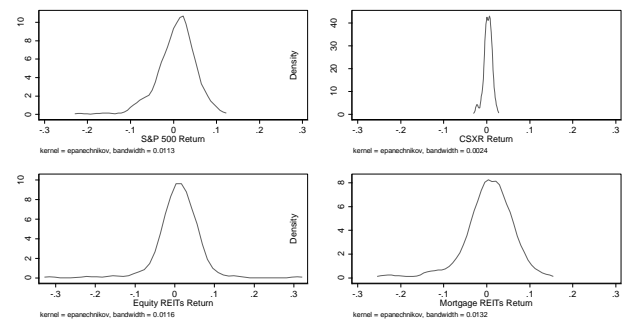 10
8
6
4
2
0
-.3 -.2 -.1 0 .1 .2 .3
S&P 500 Return
kernel = epanechnikov, bandwidth = 0.0113
Density
40
30
20
10
0
-.3 -.2 -.1 0 .1 .2 .3
CSXR Return
kernel = epanechnikov, bandwidth = 0.0024
10
8
6
4
2
0
-.3 -.2 -.1 0 .1 .2 .3
Equity REITs Return
kernel = epanechnikov, bandwidth = 0.0116
Density
8
6
4
2
0
-.3 -.2 -.1 0 .1 .2 .3
Mortgage REITs Return
kernel = epanechnikov, bandwidth = 0.0132